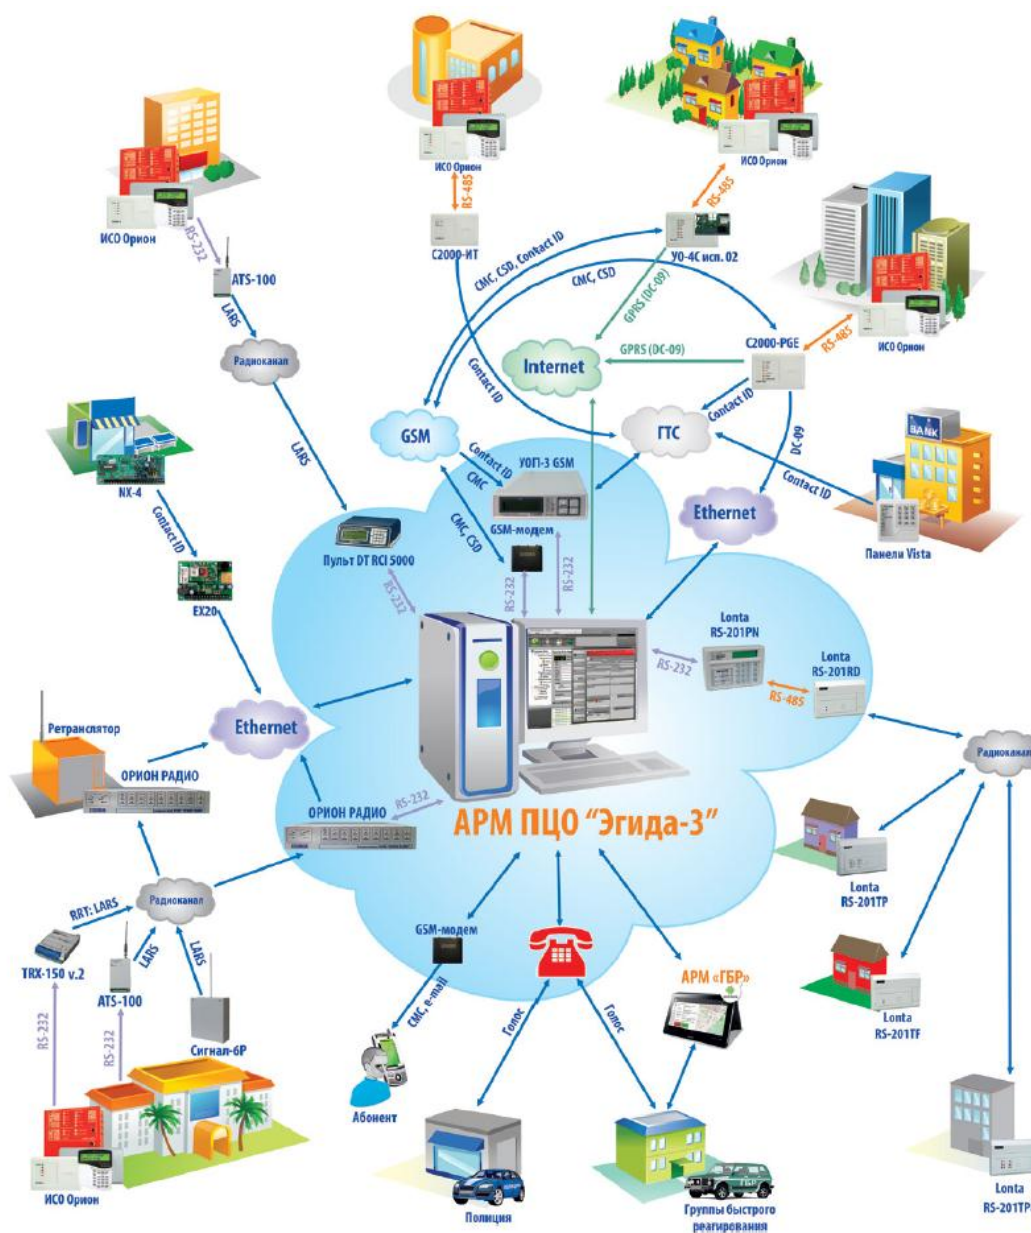 ИСО Орион
RS-485
С2000-ИТ
ИСО Орион
RS-485
УО-4С исп. 02
ИСО Орион
RS-232
ATS-100
LARS
Радиоканал
LARS
СМС, CSD, Contact ID
СМС, CSD
GPRS (DC-09)
С2000-PGE
RS-485
ИСО Орион
Internet
GPRS (DC-09)
Contact ID
Contact ID
DC-09
GSM
ГТС
BANK
Contact ID
Панели Vista
NX-4
Contact ID
EX20
Contact ID
СМС
УОП-3 GSM
СМС, CSD
GSM-модем
RS-232
RS-232
Ethernet
Пульт DT RCI 5000
RS-232
Lonta
RS-201PN
RS-232
Lonta
RS-201RD
RS-485
Ретранслятор
Ethernet
ОРИОН РАДИО
ОРИОН РАДИО
RS-232
АРМ ПЦО “Эгида-3”
Радиоканал
Lonta
RS-201TP
Lonta
RS-201TF
Lonta
RS-201TP
Радиоканал
RRT: LARS
TRX-150 v.2
LARS
ATS-100
LARS
Сигнал-6Р
RS-232
RS-232
ИСО Орион
GSM-модем
СМС, e-mail
Абонент
Голос
Голос
АРМ «ГБР»
Полиция
ГБР
Группы быстрого
реагирования